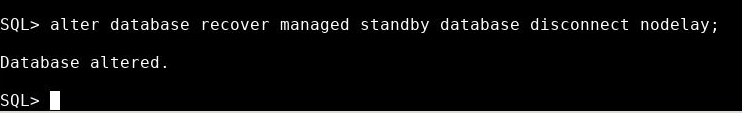 SQL> alter database recover managed standby database disconnect nodelay;
Database altered.
SQL>